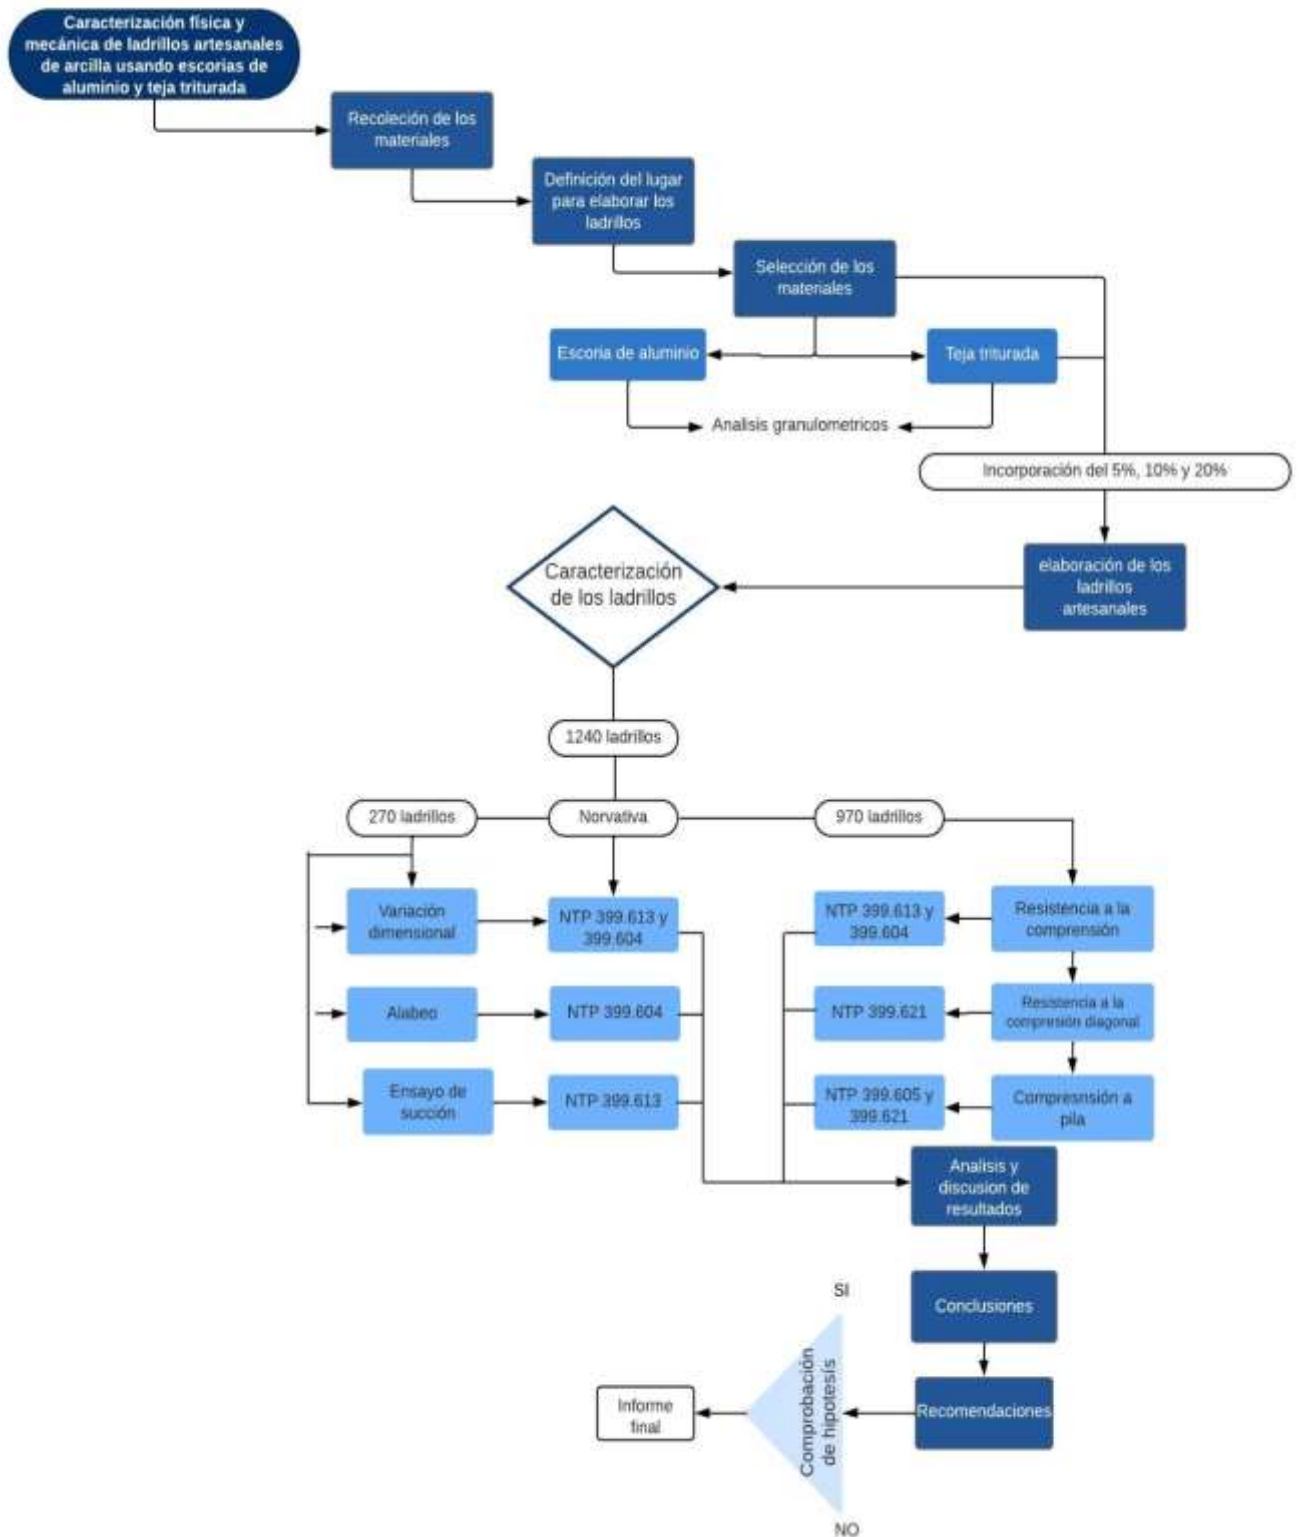 Caracterización física y
mecánica de ladrillos artesanales
de arcilla usando escorias de
aluminio y teja triturada
Recoleción de los
materiales
Definición del lugar
para elaborar los
ladrillos
Selección de los
materiales
Escoria de aluminio
Teja triturada
Analisis granulometricos
Incorporación del 5%, 10% y 20%
elaboración de los
ladrillos
artesanales
Caracterización
de los ladrillos
1240 ladrillos
270 ladrillos
Norvativa
970 ladrillos
Variación
dimensional
NTP 399.613 y
399.604
NTP 399.613 y
399.604
Resistencia a la
comprensión
Alabeo
NTP 399.604
NTP 399.621
Resistencia a la
compresión diagonal
Ensayo de
succión
NTP 399.613
NTP 399.605 y
399.621
Compresnsión a
pila
Analisis y
discusion de
resultados
Conclusiones
SI
Comprobación
de hipotesís
Informe
final
Recomendaciones
NO